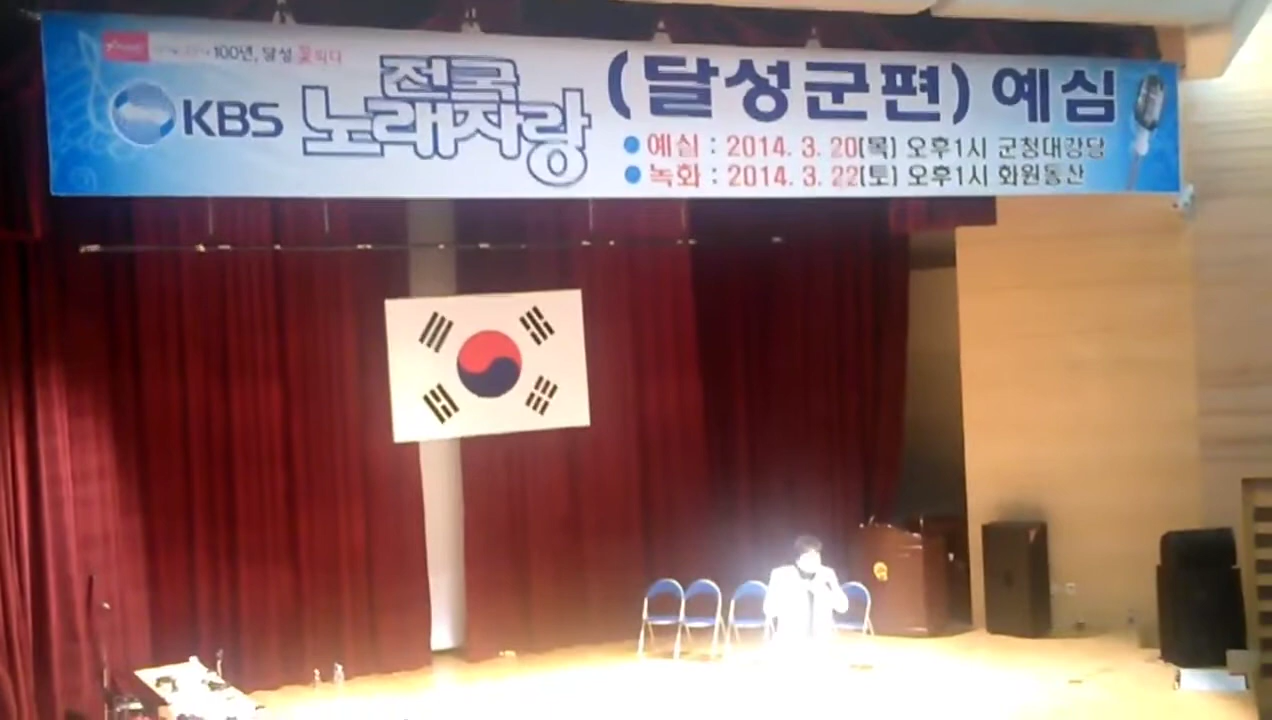 100년, 달성 꽃피다
KBS 전국
노래자랑
(달성군편) 예심
● 예심 : 2014. 3. 20(목) 오후1시 군청대강당
● 녹화 : 2014. 3. 22(토) 오후1시 화원동산